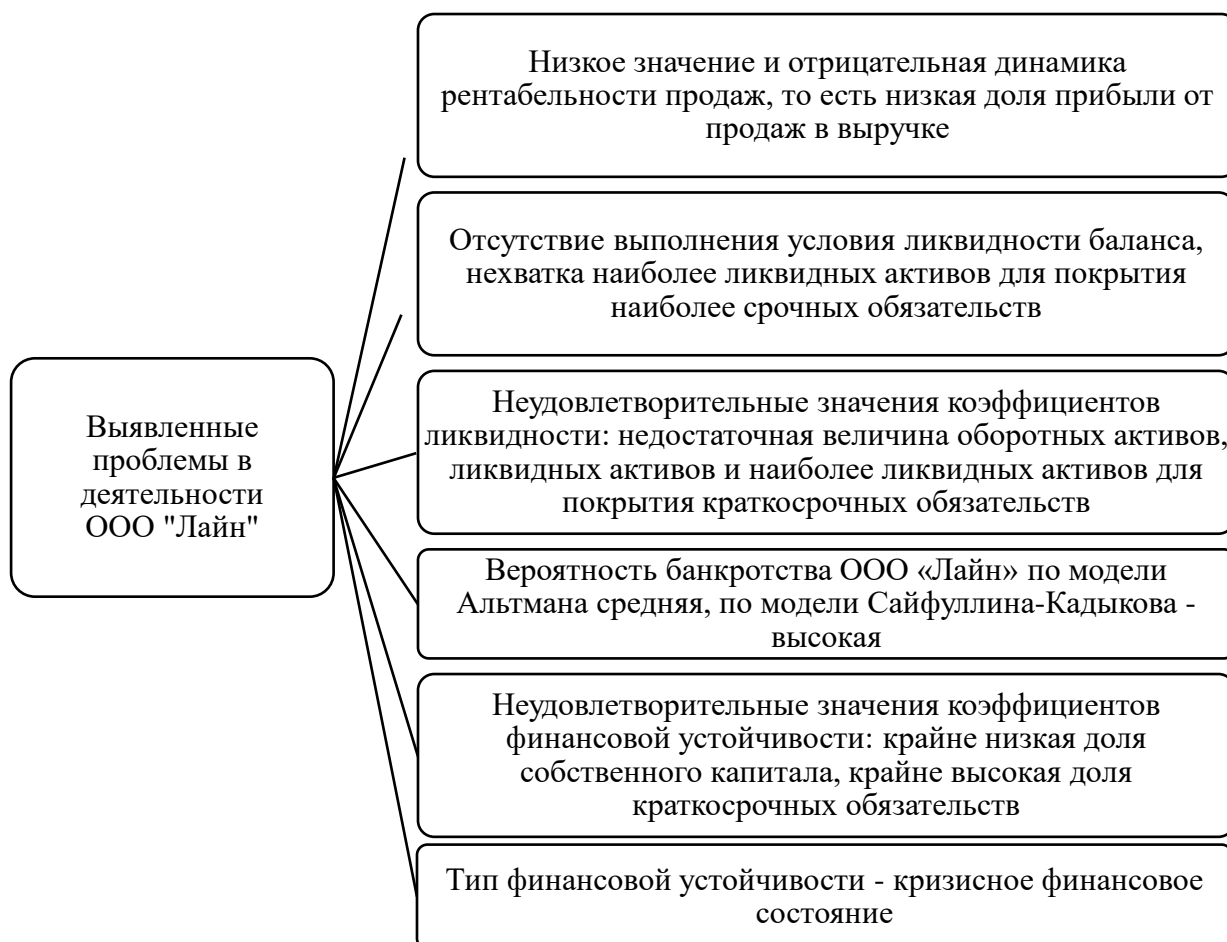 Низкое значение и отрицательная динамика
рентабельности продаж, то есть низкая доля прибыли от
продаж в выручке
Отсутствие выполнения условия ликвидности баланса,
нехватка наиболее ликвидных активов для покрытия
наиболее срочных обязательств
Выявленные
проблемы в
деятельности
ООО "Лайн"
Неудовлетворительные значения коэффициентов
ликвидности: недостаточная величина оборотных активов,
ликвидных активов и наиболее ликвидных активов для
покрытия краткосрочных обязательств
Вероятность банкротства ООО «Лайн» по модели
Альтмана средняя, по модели Сайфуллина-Кадыкова -
высокая
Неудовлетворительные значения коэффициентов
финансовой устойчивости: крайне низкая доля
собственного капитала, крайне высокая доля
краткосрочных обязательств
Тип финансовой устойчивости - кризисное финансовое
состояние